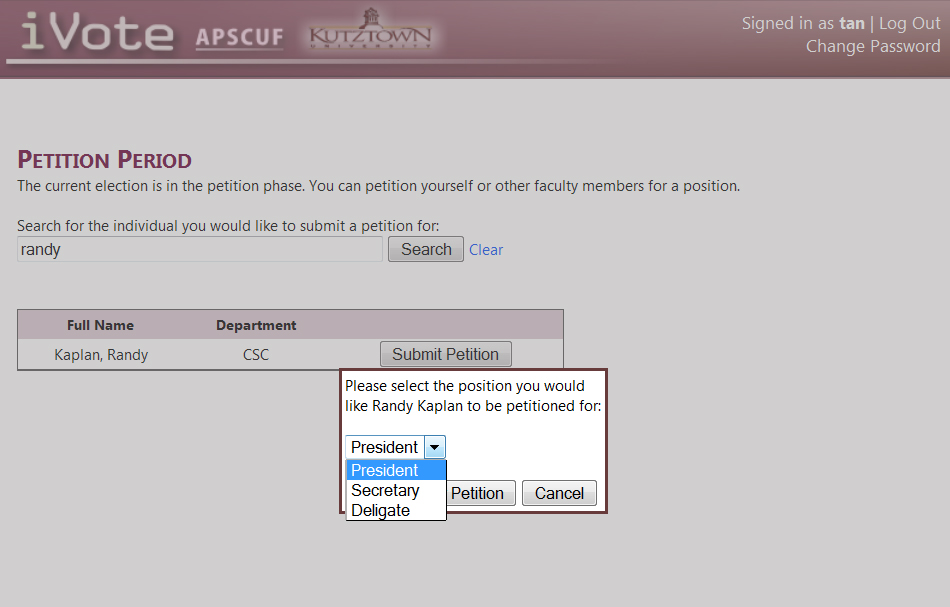 iVote APSCUF KUTZTOWN
UNIVERSITY
Signed in as tan | Log Out
Change Password
PETITION PERIOD
The current election is in the petition phase. You can petition yourself or other faculty members for a position.
Search for the individual you would like to submit a petition for:
randy Search Clear
Full Name Department
Kaplan, Randy CSC Submit Petition
Please select the position you would
like Randy Kaplan to be petitioned for:
President
President
Secretary
Deligate
Petition Cancel